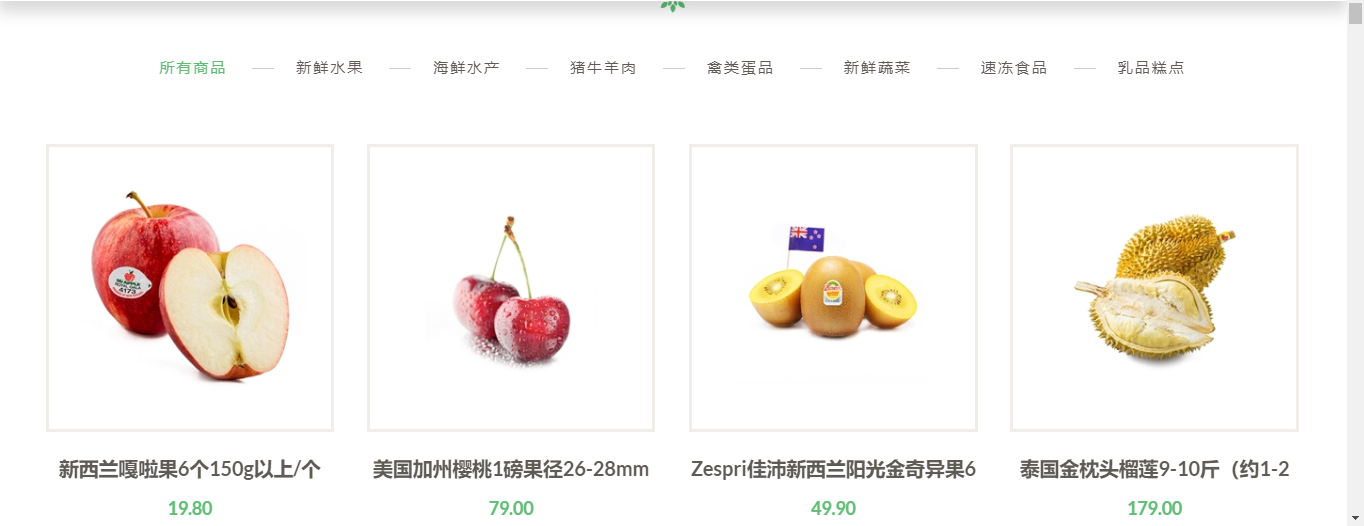 所有商品 新鲜水果 海鲜水产 猪牛羊肉 禽类蛋品 新鲜蔬菜 速冻食品 乳品糕点
4173
新西兰嘎啦果6个150g以上/个 美国加州樱桃1磅果径26-28mm Zespri佳沛新西兰阳光金奇异果6 泰国金枕头榴莲9-10斤（约1-2
19.80 79.00 49.90 179.00